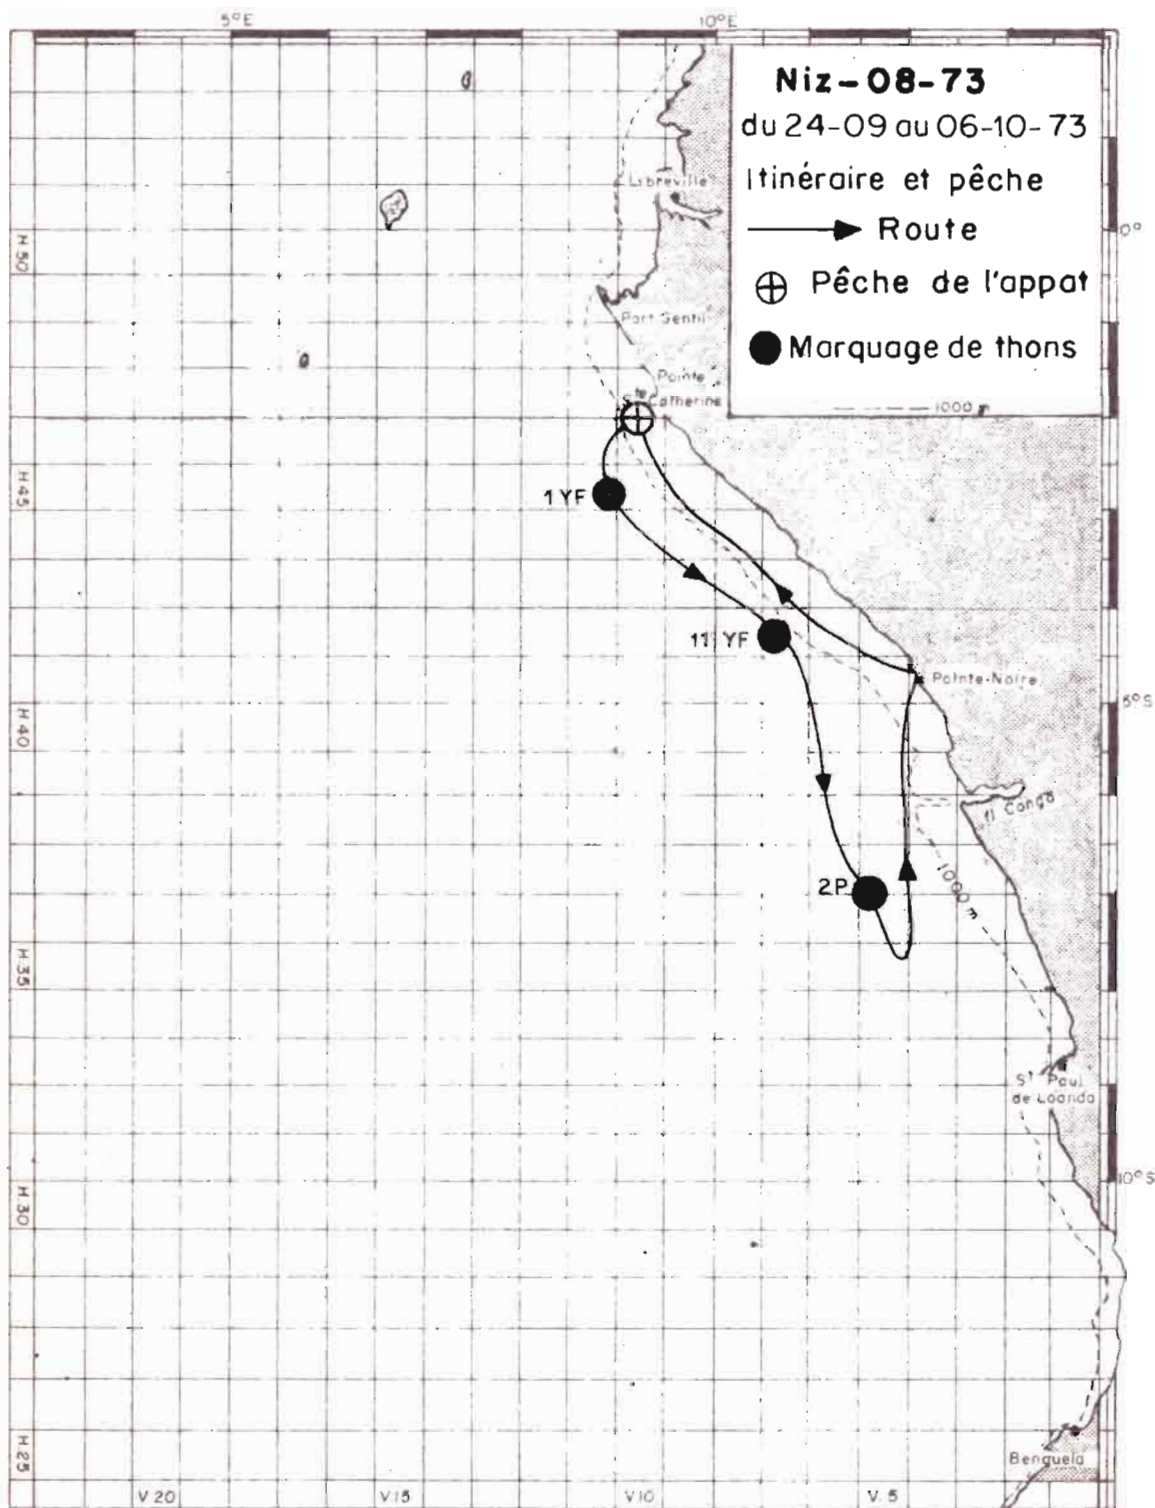 5°E
10°E
Niz-08-73
du 24-09 au 06-10-73
Itinéraire et pêche
Route
Pêche de l'appat
Marquage de thons
1000 m
Libreville
0°
H 50
Port Gentil
Pointe
Ste Catherine
H 45
1 YF
11 YF
Pointe-Noire
5°S
H 40
Congo
2P
1000 m
H 35
St Paul
de Loanda
10°S
H 30
H 25
Benguela
V 20
V 15
V 10
V. 5